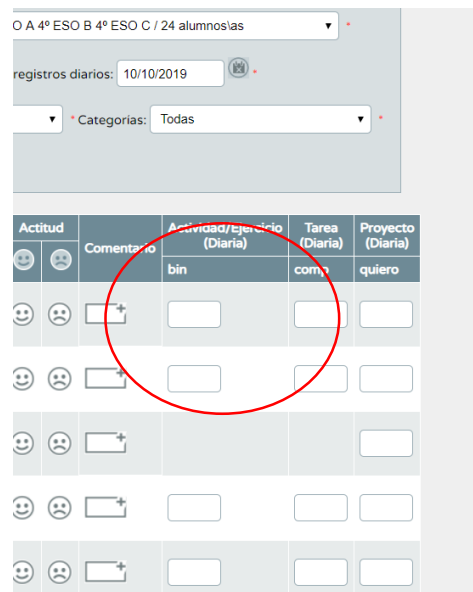 O A 4º ESO B 4º ESO C / 24 alumnos\as *
registros diarios: 10/10/2019 *
* Categorías: Todas *
Actitud
Comentario
Actividad/Ejercicio
(Diaria)
Tarea
(Diaria)
Proyecto
(Diaria)
bin
comp
quiero